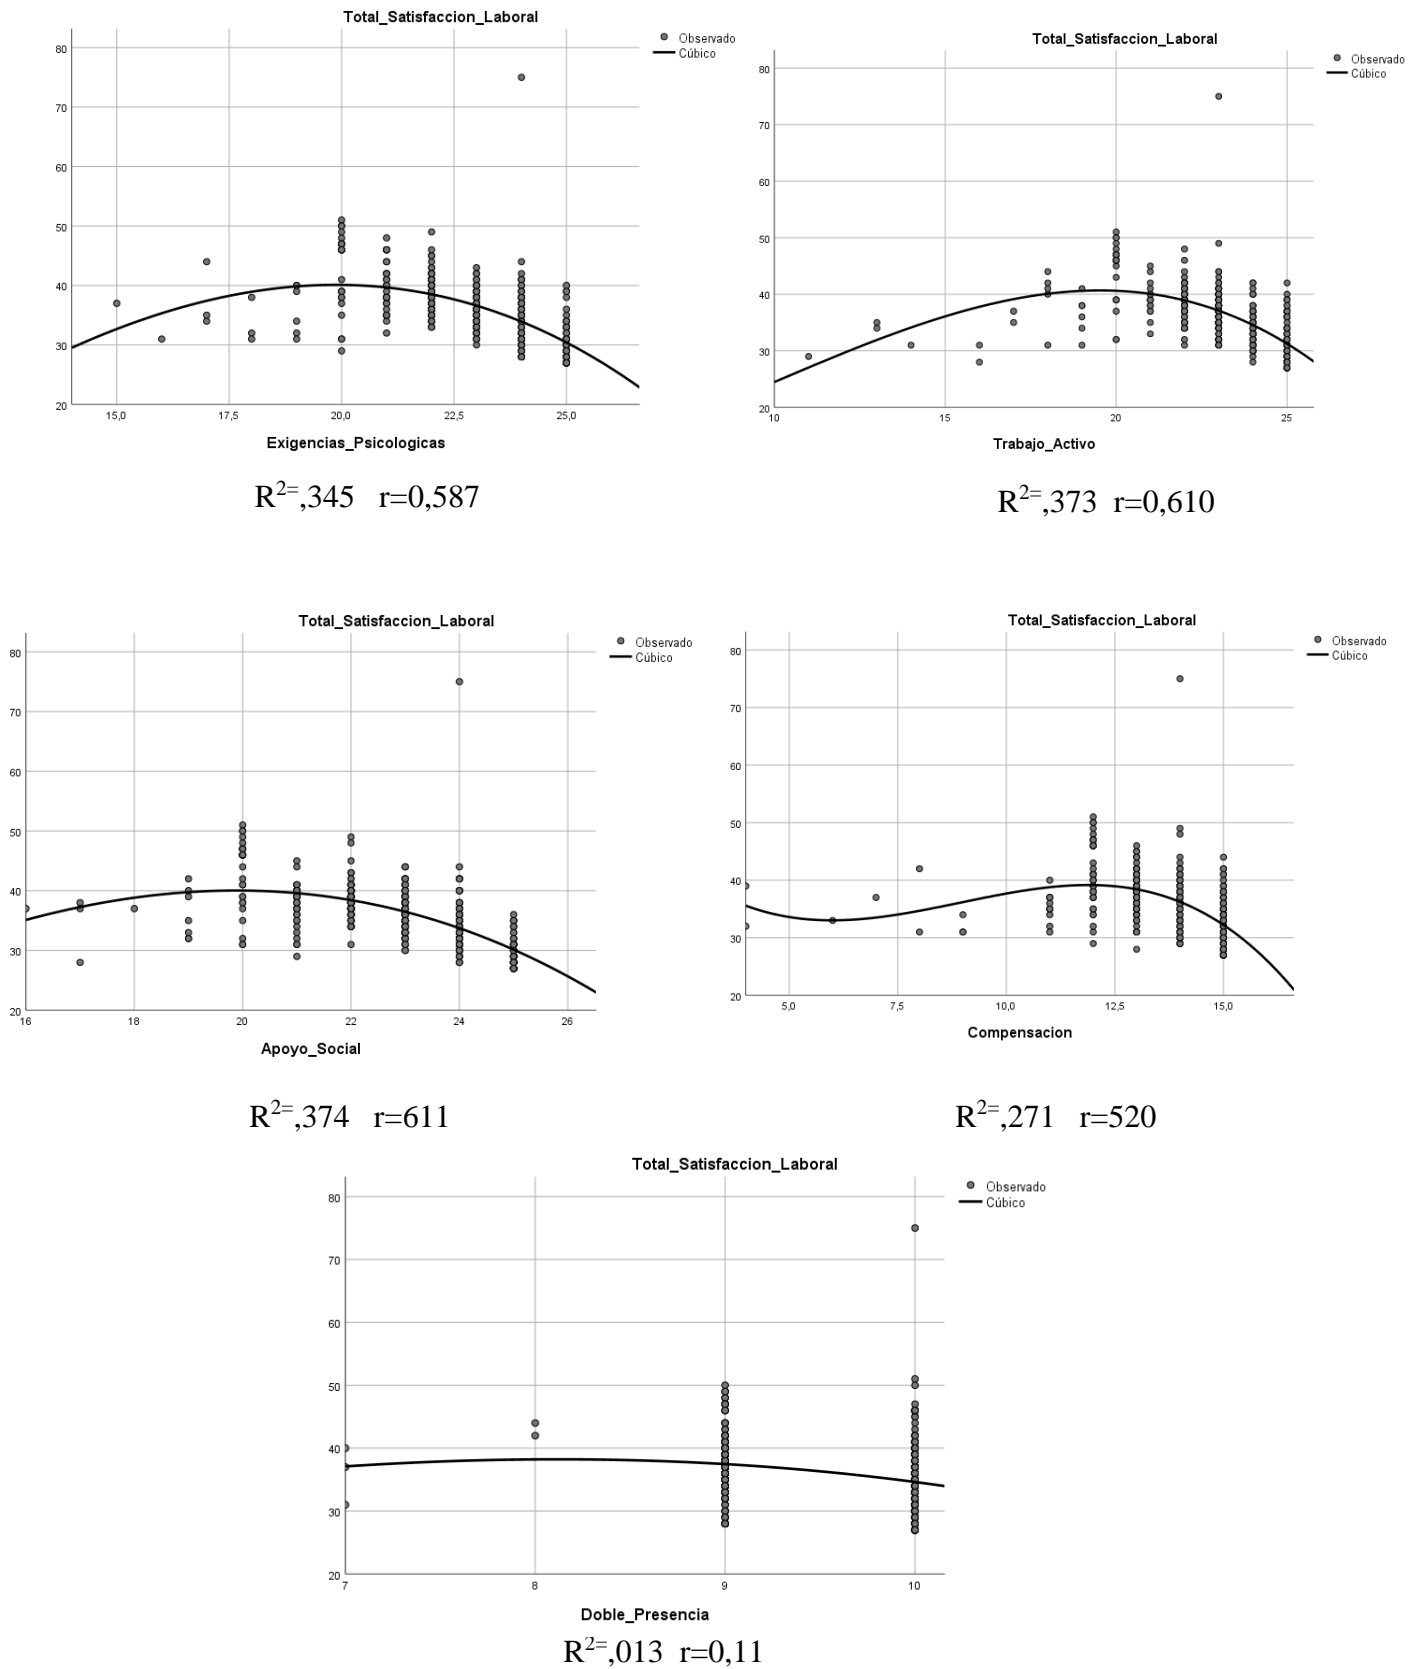 Total_Satisfaccion_Laboral
Observado
Cúbico
80
70
60
50
40
30
20
15,0 17,5 20,0 22,5 25,0
Exigencias_Psicologicas
R²⁼,345 r=0,587
Total_Satisfaccion_Laboral
Observado
Cúbico
80
70
60
50
40
30
20
10 15 20 25
Trabajo_Activo
R²⁼,373 r=0,610
Total_Satisfaccion_Laboral
Observado
Cúbico
80
70
60
50
40
30
20
16 18 20 22 24 26
Apoyo_Social
R²⁼,374 r=611
Total_Satisfaccion_Laboral
Observado
Cúbico
80
70
60
50
40
30
20
5,0 7,5 10,0 12,5 15,0
Compensacion
R²⁼,271 r=520
Total_Satisfaccion_Laboral
Observado
Cúbico
80
70
60
50
40
30
20
7 8 9 10
Doble_Presencia
R²⁼,013 r=0,11